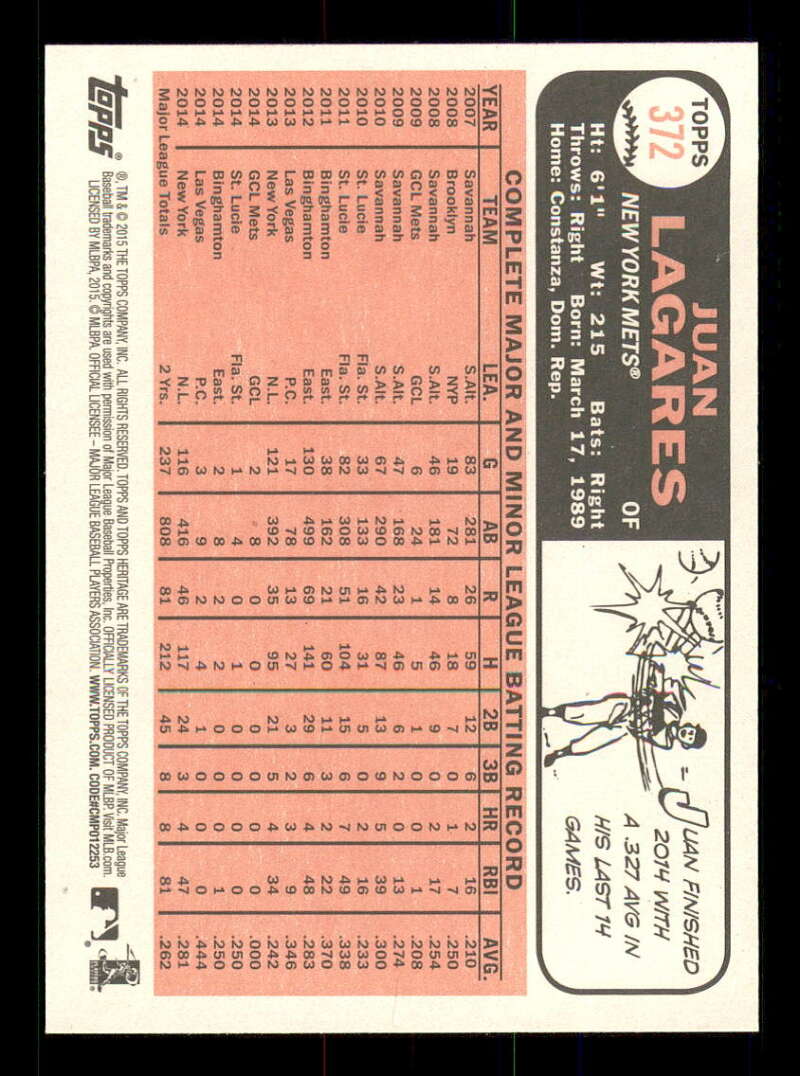 TOPPS
372
JUAN
LAGARES
NEW YORK METS® OF
Ht: 6'1" Wt: 215 Bats: Right
Throws: Right Born: March 17, 1989
Home: Constanza, Dom. Rep.
JUAN FINISHED
2014 WITH
A .327 AVG IN
HIS LAST 14
GAMES.
COMPLETE MAJOR AND MINOR LEAGUE BATTING RECORD
YEAR TEAM LEA. G AB R H 2B 3B HR RBI AVG.
2007 Savannah S.Atl. 83 281 26 59 12 6 2 16 .210
2008 Brooklyn NYP 19 72 8 18 7 0 1 7 .250
2008 Savannah S.Atl. 46 181 14 46 9 0 2 17 .254
2009 GCL Mets GCL 6 24 1 5 1 0 0 1 .208
2009 Savannah S.Atl. 47 168 23 46 6 2 0 13 .274
2010 Savannah S.Atl. 67 290 42 87 13 9 5 39 .300
2010 St. Lucie Fla. St. 33 133 16 31 5 0 2 16 .233
2011 St. Lucie Fla. St. 82 308 51 104 15 6 7 49 .338
2011 Binghamton East. 38 162 21 60 11 3 2 22 .370
2012 Binghamton East. 130 499 69 141 29 6 4 48 .283
2013 Las Vegas P.C. 17 78 13 27 3 2 3 9 .346
2013 New York N.L. 121 392 35 95 21 5 4 34 .242
2014 GCL Mets GCL 2 8 0 0 0 0 0 0 .000
2014 St. Lucie Fla. St. 1 4 0 1 0 0 0 0 .250
2014 Binghamton East. 2 8 2 2 0 0 0 1 .250
2014 Las Vegas P.C. 3 9 2 4 1 0 0 0 .444
2014 New York N.L. 116 416 46 117 24 3 4 47 .281
Major League Totals 2 Yrs. 237 808 81 212 45 8 8 81 .262
topps®
®, TM & © 2015 THE TOPPS COMPANY, INC. ALL RIGHTS RESERVED. TOPPS AND TOPPS HERITAGE ARE TRADEMARKS OF THE TOPPS COMPANY, INC. Major League
Baseball trademarks and copyrights are used with permission of Major League Baseball Properties, Inc. OFFICIALLY LICENSED PRODUCT OF MLBP. Visit MLB.com.
LICENSED BY MLBPA, 2015. © MLBPA. OFFICIAL LICENSEE – MAJOR LEAGUE BASEBALL PLAYERS ASSOCIATION. WWW.TOPPS.COM. CODE#CMP012253